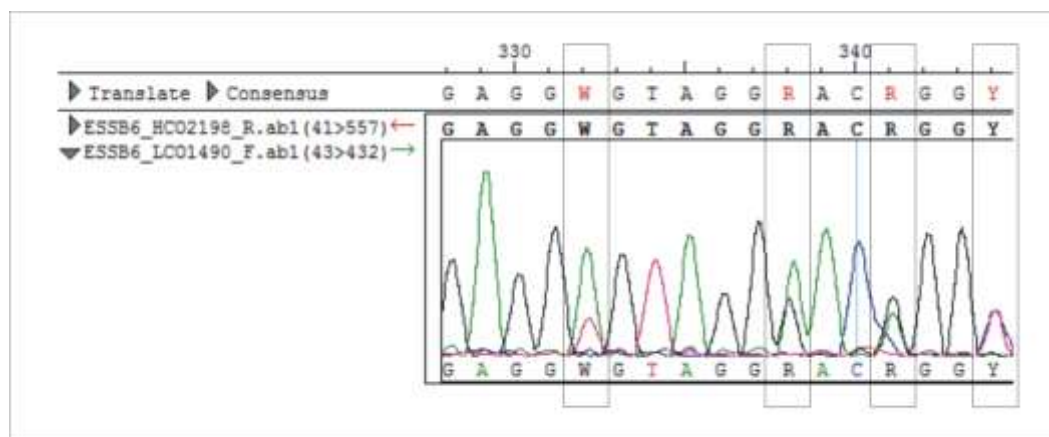 330 340
Translate Consensus G A G G W G T A G G R A C R G G Y
ESSB6_HCO2198_R.ab1(41>557) G A G G W G T A G G R A C R G G Y
ESSB6_LCO1490_F.ab1(43>432)
G A G G W G T A G G R A C R G G Y